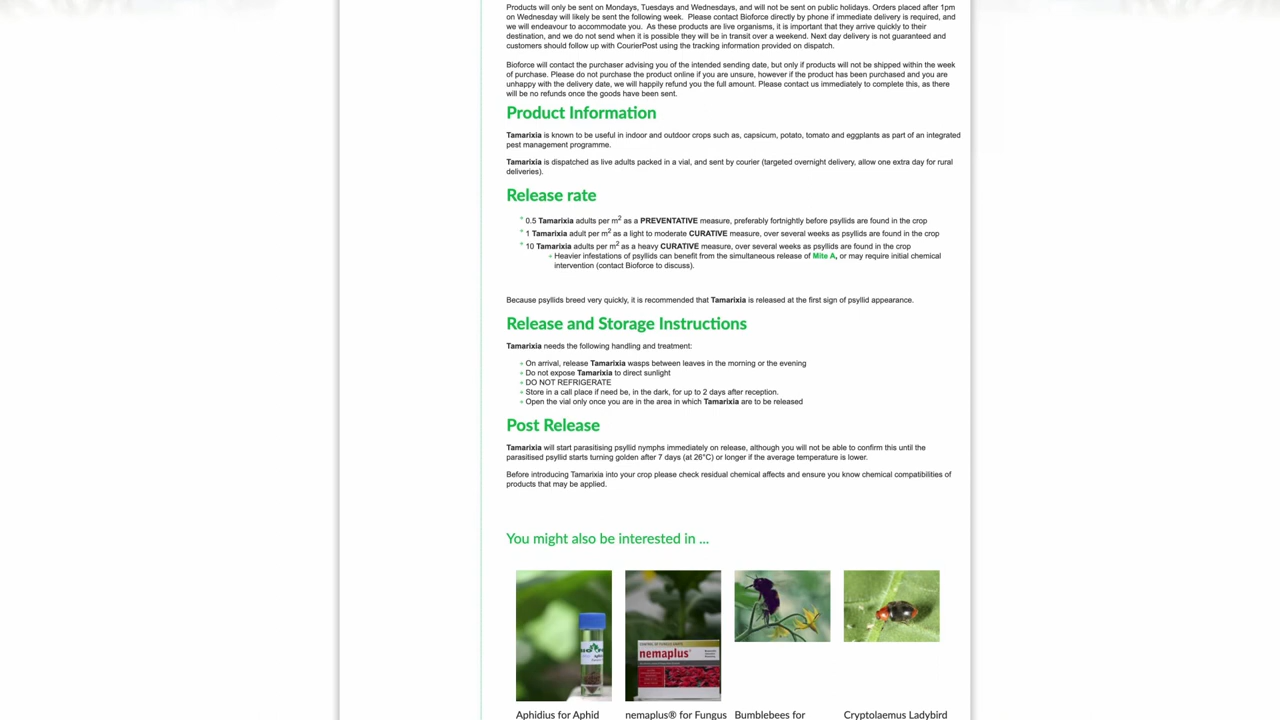 Products will only be sent on Mondays, Tuesdays and Wednesdays, and will not be sent on public holidays. Orders placed after 1pm
on Wednesday will likely be sent the following week.  Please contact Bioforce directly by phone if immediate delivery is required, and
we will endeavour to accommodate you.  As these products are live organisms, it is important that they arrive quickly to their
destination, and we do not send when it is possible they will be in transit over a weekend. Next day delivery is not guaranteed and
customers should follow up with CourierPost using the tracking information provided on dispatch.
Bioforce will contact the purchaser advising you of the intended sending date, but only if products will not be shipped within the week
of purchase. Please do not purchase the product online if you are unsure, however if the product has been purchased and you are
unhappy with the delivery date, we will happily refund you the full amount. Please contact us immediately to complete this, as there
will be no refunds once the goods have been sent.
Product Information
Tamarixia is known to be useful in indoor and outdoor crops such as, capsicum, potato, tomato and eggplants as part of an integrated
pest management programme.
Tamarixia is dispatched as live adults packed in a vial, and sent by courier (targeted overnight delivery, allow one extra day for rural
deliveries).
Release rate
0.5 Tamarixia adults per m² as a PREVENTATIVE measure, preferably fortnightly before psyllids are found in the crop
1 Tamarixia adult per m² as a light to moderate CURATIVE measure, over several weeks as psyllids are found in the crop
10 Tamarixia adults per m² as a heavy CURATIVE measure, over several weeks as psyllids are found in the crop
Heavier infestations of psyllids can benefit from the simultaneous release of Mite A, or may require initial chemical
intervention (contact Bioforce to discuss).
Because psyllids breed very quickly, it is recommended that Tamarixia is released at the first sign of psyllid appearance.
Release and Storage Instructions
Tamarixia needs the following handling and treatment:
On arrival, release Tamarixia wasps between leaves in the morning or the evening
Do not expose Tamarixia to direct sunlight
DO NOT REFRIGERATE
Store in a call place if need be, in the dark, for up to 2 days after reception.
Open the vial only once you are in the area in which Tamarixia are to be released
Post Release
Tamarixia will start parasitising psyllid nymphs immediately on release, although you will not be able to confirm this until the
parasitised psyllid starts turning golden after 7 days (at 26°C) or longer if the average temperature is lower.
Before introducing Tamarixia into your crop please check residual chemical affects and ensure you know chemical compatibilities of
products that may be applied.
You might also be interested in ...
nemaplus®
Aphidius for Aphid
nemaplus® for Fungus
Bumblebees for
Cryptolaemus Ladybird